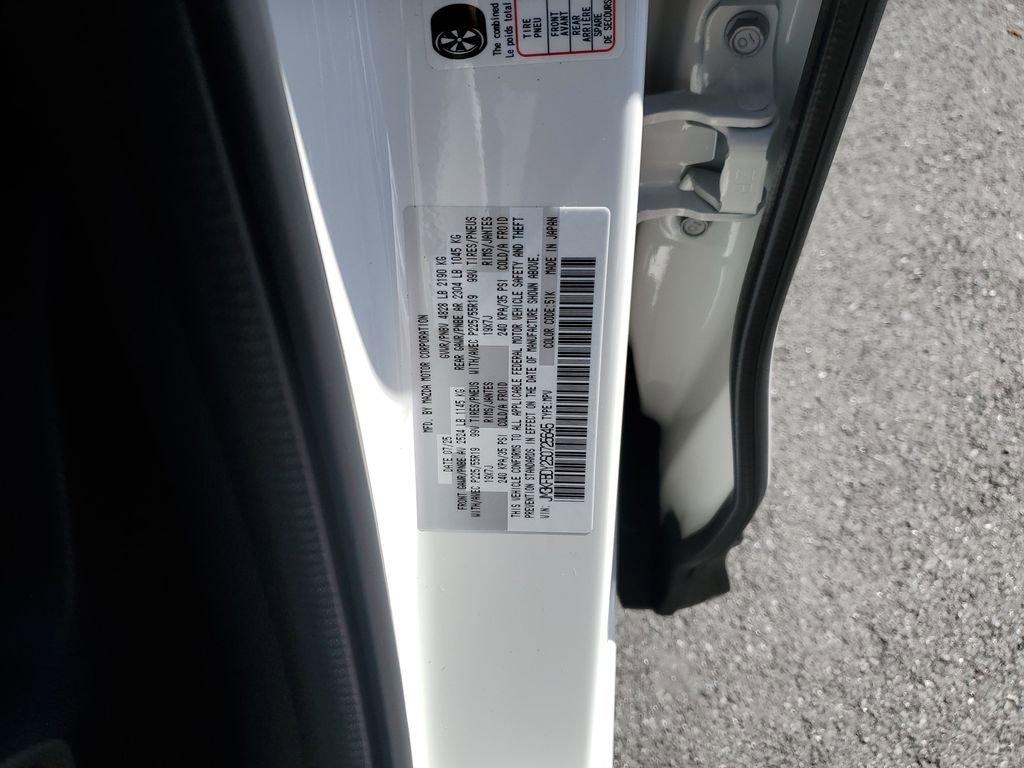 The combined
Le poids total
TIRE
PNEU
FRONT
AVANT
REAR
ARRIÈRE
SPARE
DE SECOURS
MFD. BY MAZDA MOTOR CORPORATION
DATE 07/25 GVWR/PNBV 4828 LB 2190 KG
FRONT GAWR/PNBE AV 2524 LB 1145 KG REAR GAWR/PNBE AR 2304 LB 1045 KG
WITH/AVEC P225/55R19 99V TIRES/PNEUS WITH/AVEC P225/55R19 99V TIRES/PNEUS
19X7J RIMS/JANTES 19X7J RIMS/JANTES
240 KPA/35 PSI COLD/A FROID 240 KPA/35 PSI COLD/A FROID
THIS VEHICLE CONFORMS TO ALL APPLICABLE FEDERAL MOTOR VEHICLE SAFETY AND THEFT
PREVENTION STANDARDS IN EFFECT ON THE DATE OF MANUFACTURE SHOWN ABOVE.
VIN: TYPE:MPV COLOR CODE:51K MADE IN JAPAN